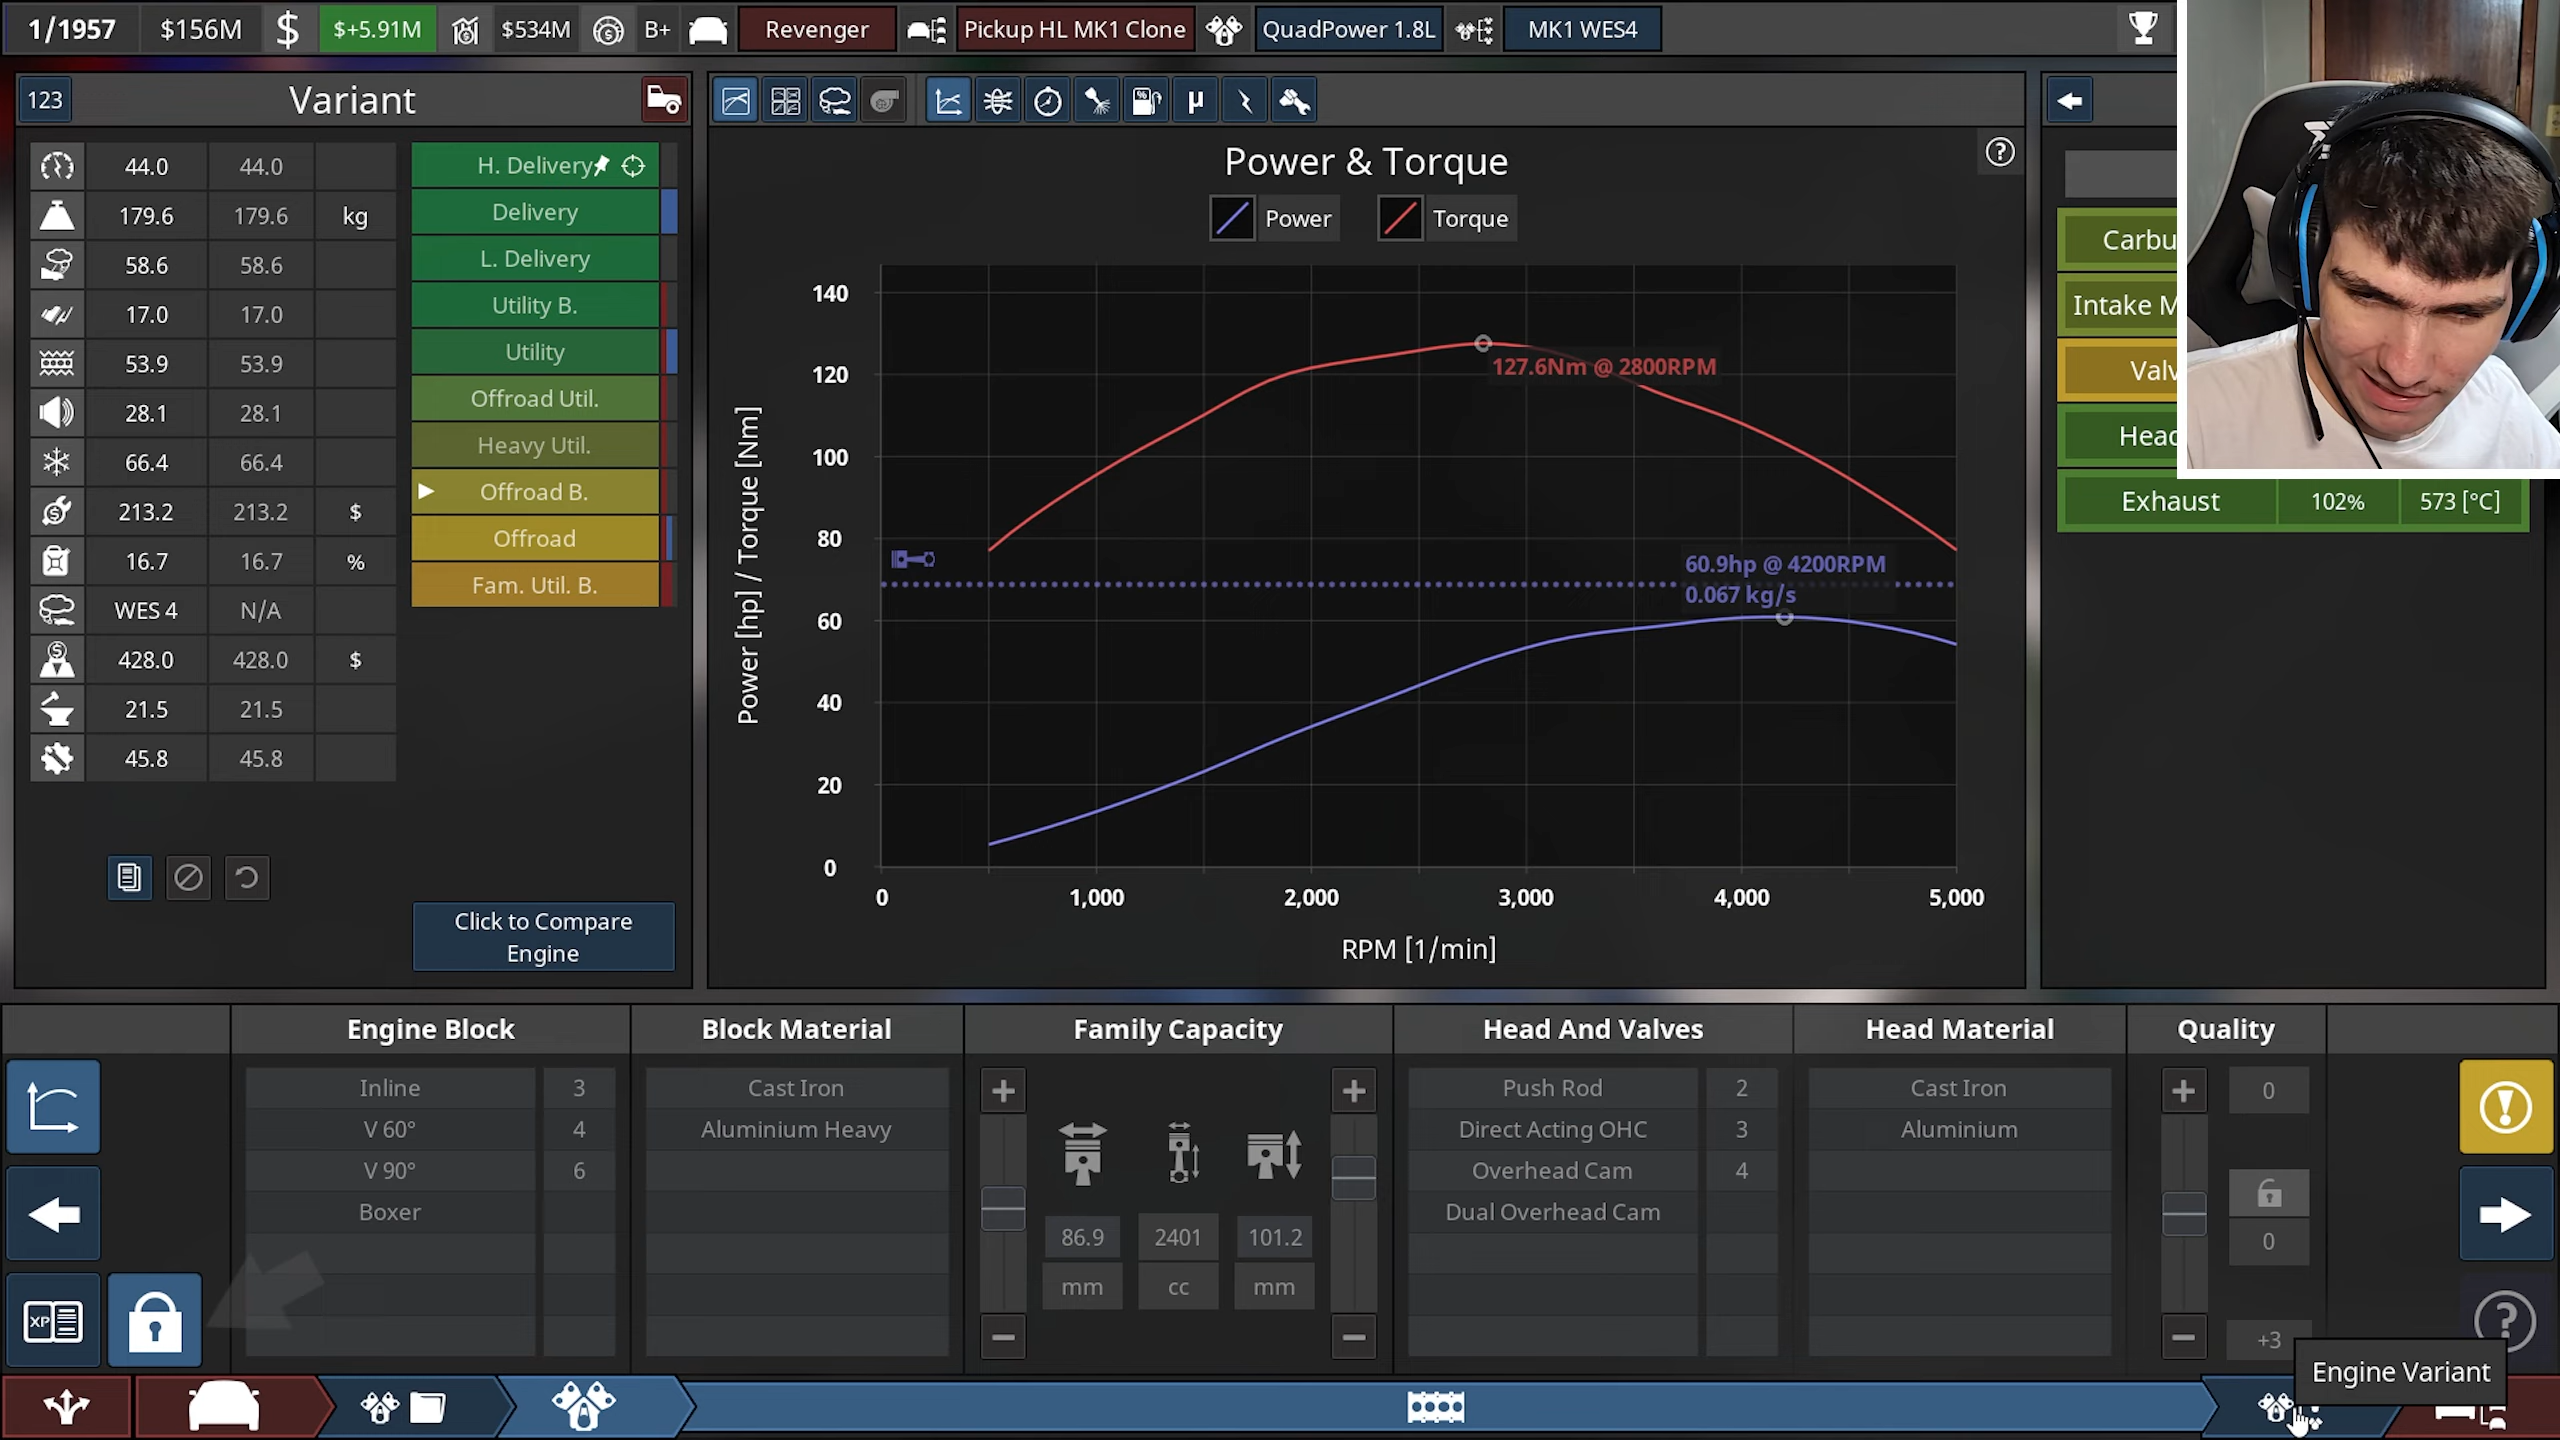 1/1957 $156M $+5.91M $534M B+ Revenger Pickup HL MK1 Clone QuadPower 1.8L MK1 WES4
123 Variant
44.0 44.0
179.6 179.6 kg
58.6 58.6
17.0 17.0
53.9 53.9
28.1 28.1
66.4 66.4
213.2 213.2 $
16.7 16.7 %
WES 4 N/A
428.0 428.0 $
21.5 21.5
45.8 45.8
H. Delivery
Delivery
L. Delivery
Utility B.
Utility
Offroad Util.
Heavy Util.
Offroad B.
Offroad
Fam. Util. B.
Click to Compare
Engine
Power & Torque
Power Torque
Power [hp] / Torque [Nm]
140
120
100
80
60
40
20
0
127.6Nm @ 2800RPM
60.9hp @ 4200RPM
0.067 kg/s
0 1,000 2,000 3,000 4,000 5,000
RPM [1/min]
Carbu
Intake M
Valv
Head
Exhaust 102% 573 [°C]
Engine Block
Inline 3
V 60° 4
V 90° 6
Boxer
Block Material
Cast Iron
Aluminium Heavy
Family Capacity
86.9 2401 101.2
mm cc mm
Head And Valves
Push Rod 2
Direct Acting OHC 3
Overhead Cam 4
Dual Overhead Cam
Head Material
Cast Iron
Aluminium
Quality
0
0
+3
XP
Engine Variant